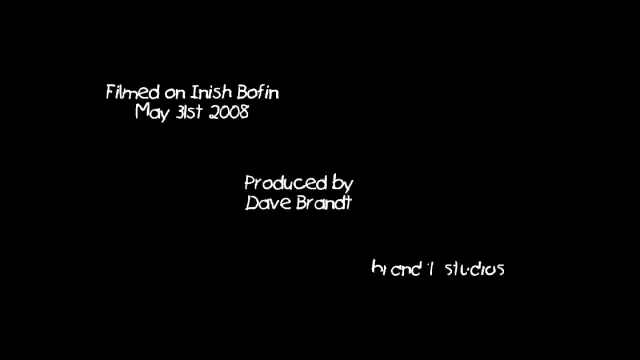 Filmed on Inish Bofin
May 31st 2008
Produced by
Dave Brandt
studios